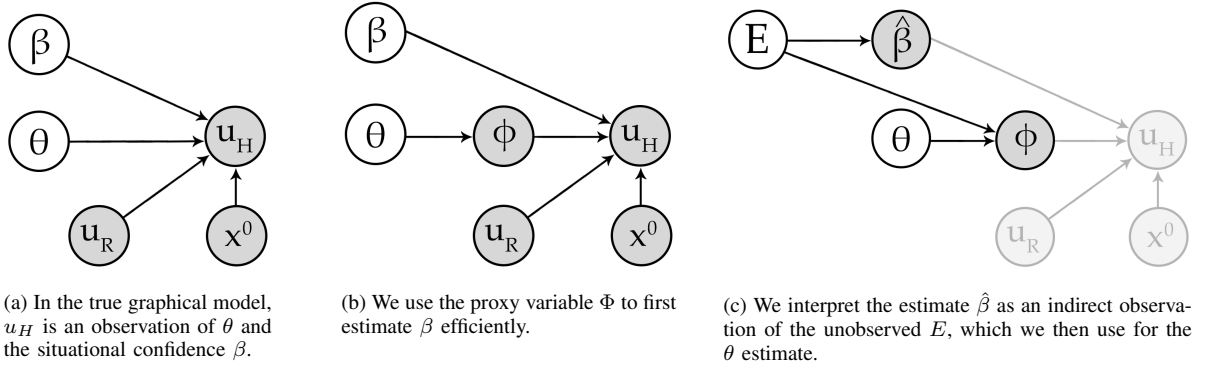 β
θ
u_H
u_R
x^0
(a) In the true graphical model,
u_H is an observation of θ and
the situational confidence β.
β
θ
ϕ
u_H
u_R
x^0
(b) We use the proxy variable Φ to first
estimate β efficiently.
E
β̂
θ
ϕ
u_H
u_R
x^0
(c) We interpret the estimate β̂ as an indirect observa-
tion of the unobserved E, which we then use for the
θ estimate.